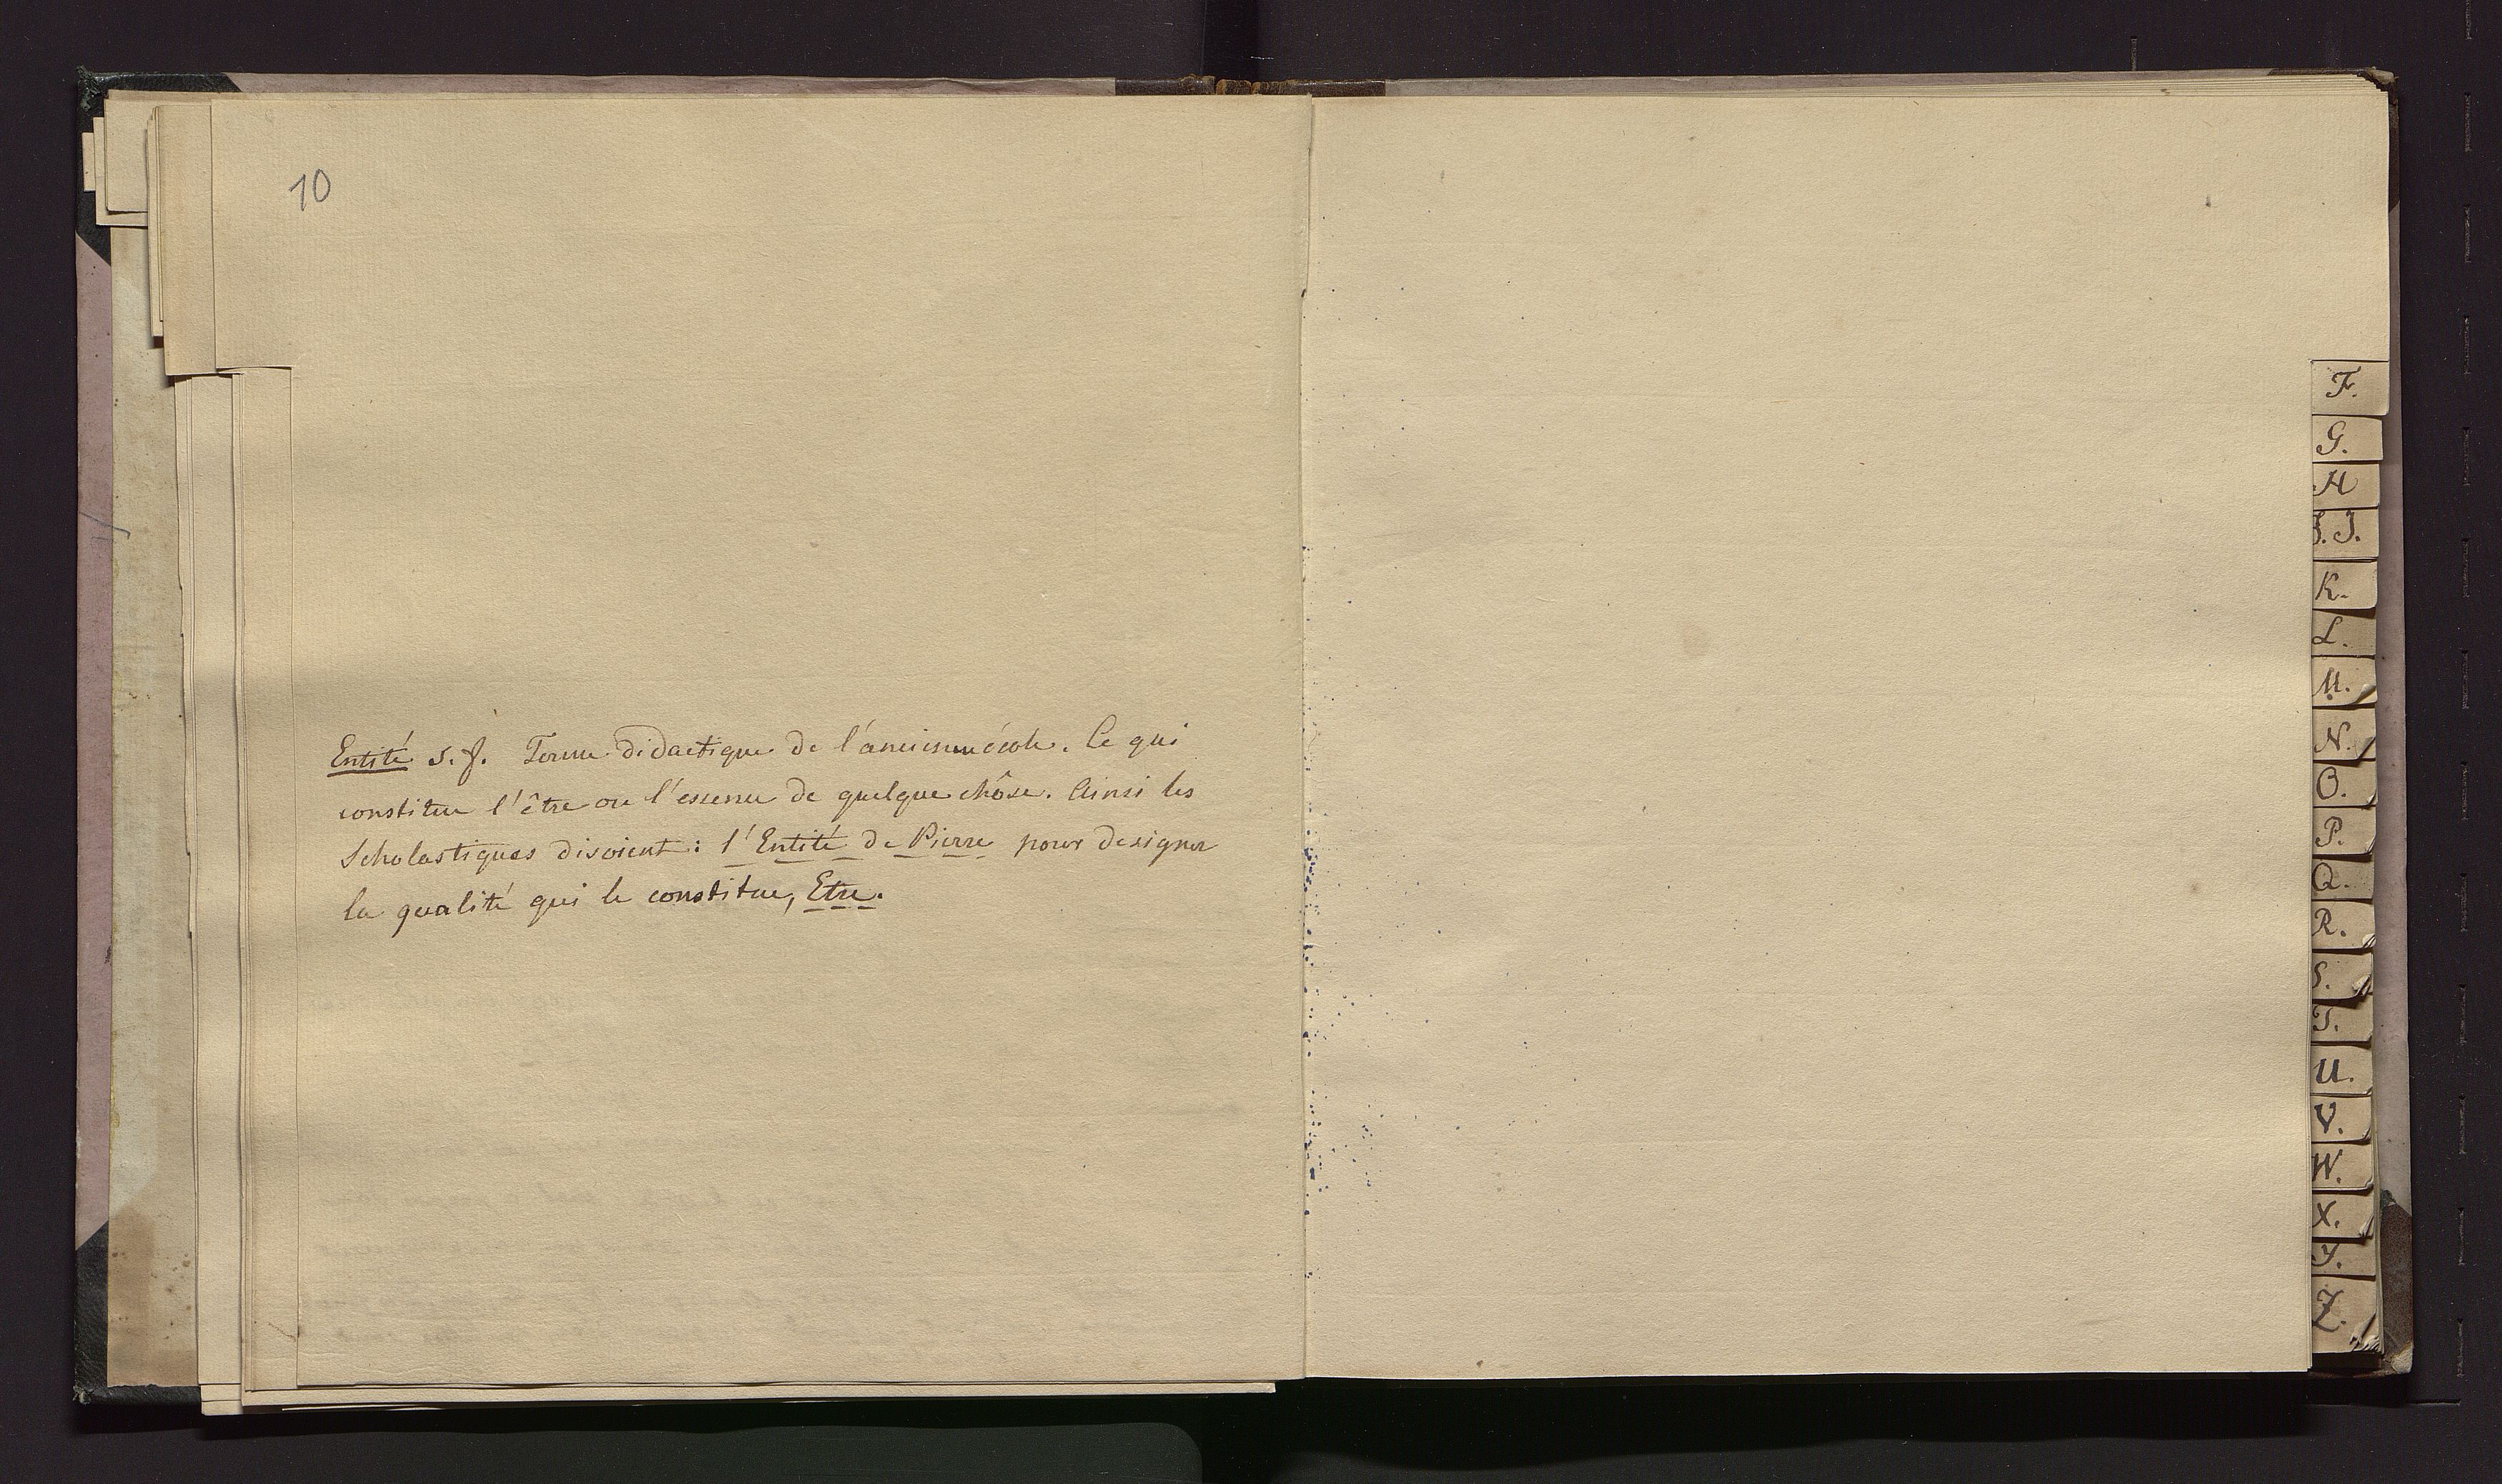 10
Entité s. f. Terme didactique de l'ancienne école. Ce qui
constitue l'être ou l'essence de quelque chôse. Ainsi les
Scholastiques disoient: l'Entité de Pierre pour designer
la qualité qui le constitue, Etre.
F.
G.
H
J. J.
K.
L.
M.
N.
O.
P.
Q.
R.
S.
T.
U.
V.
W.
X.
Y.
Z.